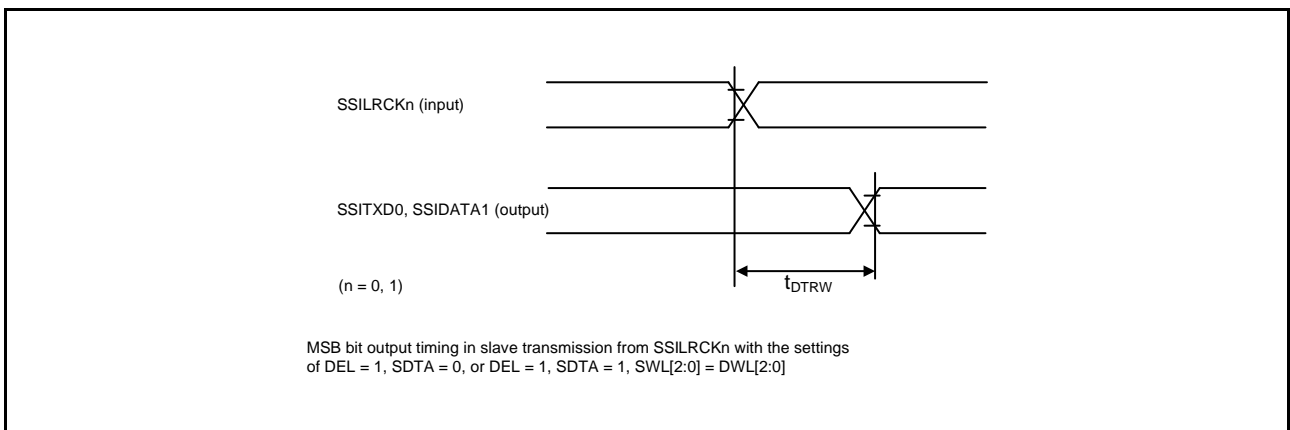 SSILRCKn (input)
SSITXD0, SSIDATA1 (output)
tDTRW
(n = 0, 1)
MSB bit output timing in slave transmission from SSILRCKn with the settings
of DEL = 1, SDTA = 0, or DEL = 1, SDTA = 1, SWL[2:0] = DWL[2:0]